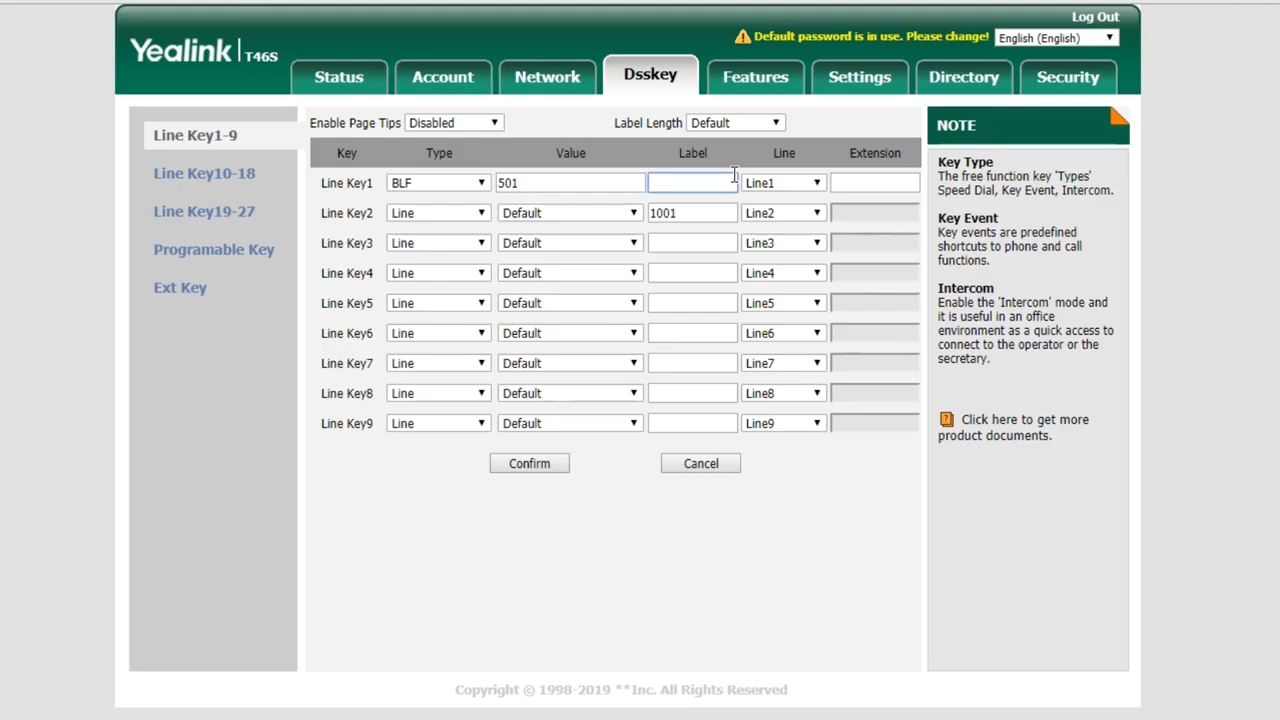 Log Out
Yealink | T46S
Default password is in use. Please change!
English (English)
Status
Account
Network
Dsskey
Features
Settings
Directory
Security
Line Key1-9
Line Key10-18
Line Key19-27
Programable Key
Ext Key
Enable Page Tips Disabled Label Length Default
Key Type Value Label Line Extension
Line Key1 BLF 501 Line1
Line Key2 Line Default 1001 Line2
Line Key3 Line Default Line3
Line Key4 Line Default Line4
Line Key5 Line Default Line5
Line Key6 Line Default Line6
Line Key7 Line Default Line7
Line Key8 Line Default Line8
Line Key9 Line Default Line9
Confirm Cancel
NOTE
Key Type
The free function key 'Types'
Speed Dial, Key Event, Intercom.
Key Event
Key events are predefined
shortcuts to phone and call
functions.
Intercom
Enable the 'Intercom' mode and
it is useful in an office
environment as a quick access to
connect to the operator or the
secretary.
Click here to get more
product documents.
Copyright © 1998-2019 **Inc. All Rights Reserved